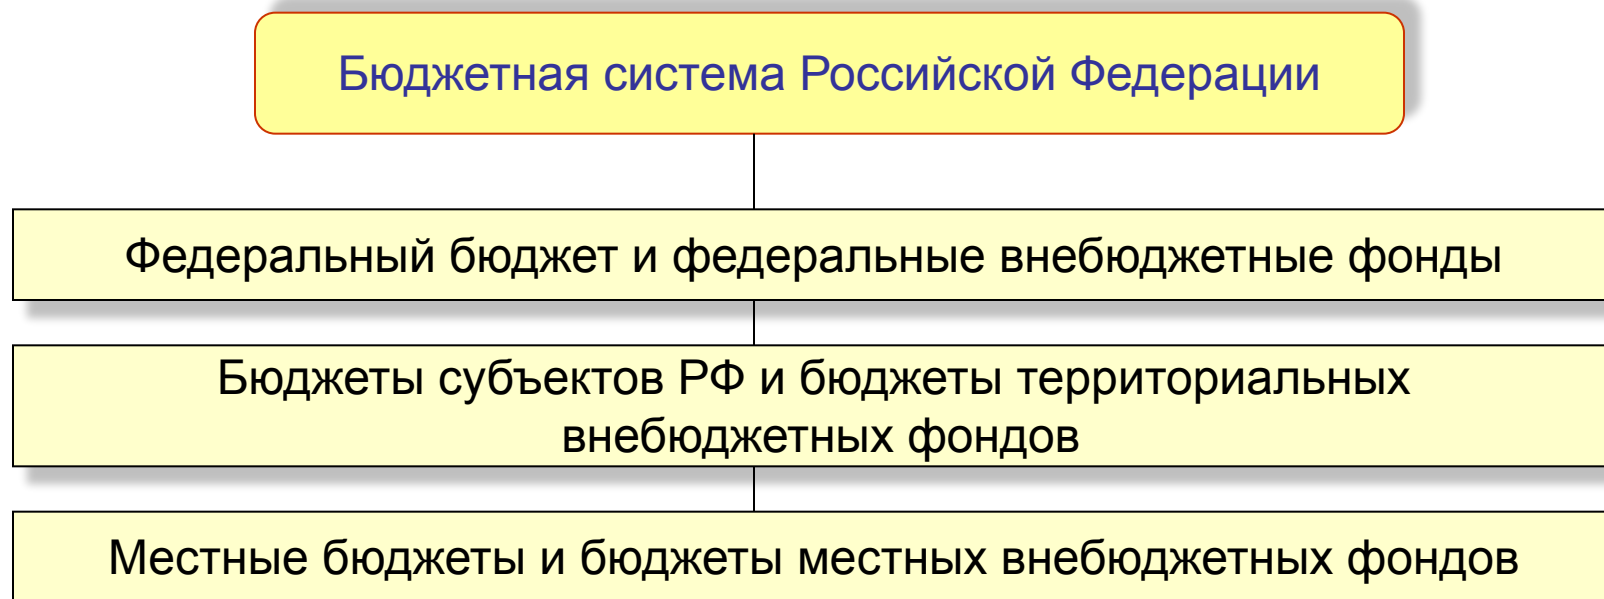 Бюджетная система Российской Федерации
Федеральный бюджет и федеральные внебюджетные фонды
Бюджеты субъектов РФ и бюджеты территориальных
внебюджетных фондов
Местные бюджеты и бюджеты местных внебюджетных фондов